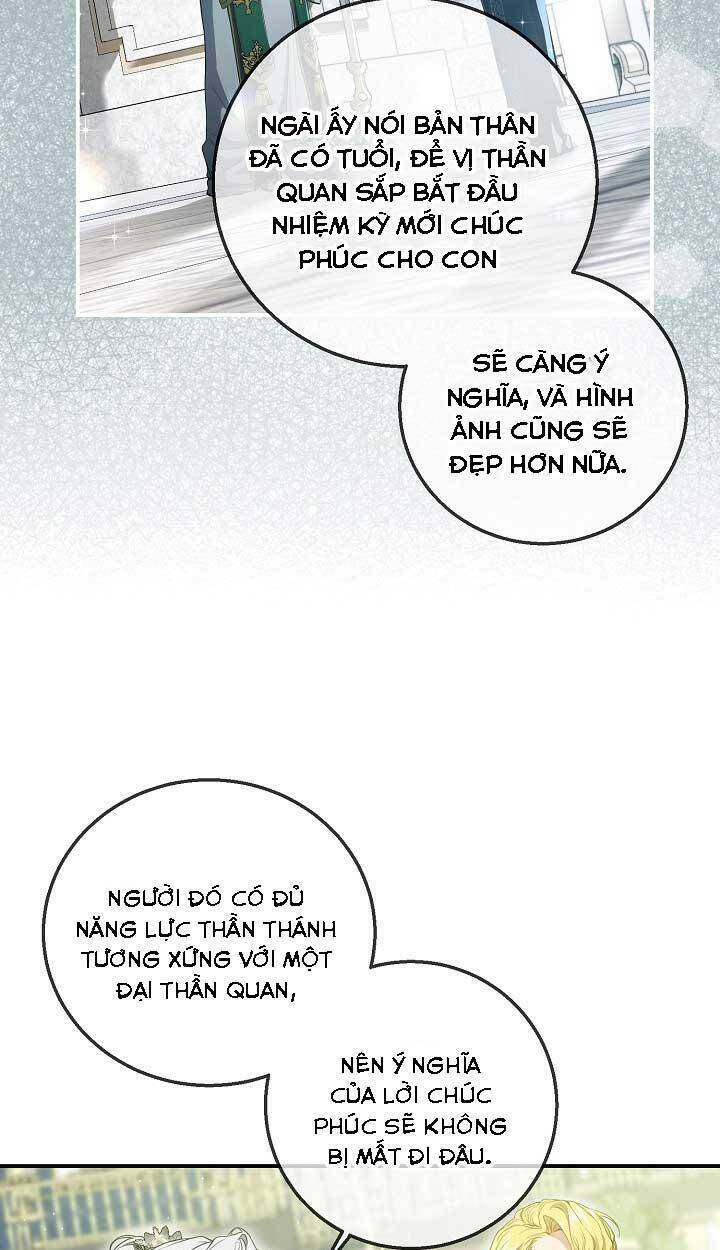 NGÀI ẤY NÓI BẢN THÂN
ĐÃ CÓ TUỔI, ĐỂ VỊ THẦN
QUAN SẮP BẮT ĐẦU
NHIỆM KỲ MỚI CHÚC
PHÚC CHO CON
SẼ CÀNG Ý
NGHĨA, VÀ HÌNH
ẢNH CŨNG SẼ
ĐẸP HƠN NỮA.
NGƯỜI ĐÓ CÓ ĐỦ
NĂNG LỰC THẦN THÁNH
TƯƠNG XỨNG VỚI MỘT
ĐẠI THẦN QUAN,
NÊN Ý NGHĨA
CỦA LỜI CHÚC
PHÚC SẼ KHÔNG
BỊ MẤT ĐI ĐÂU.